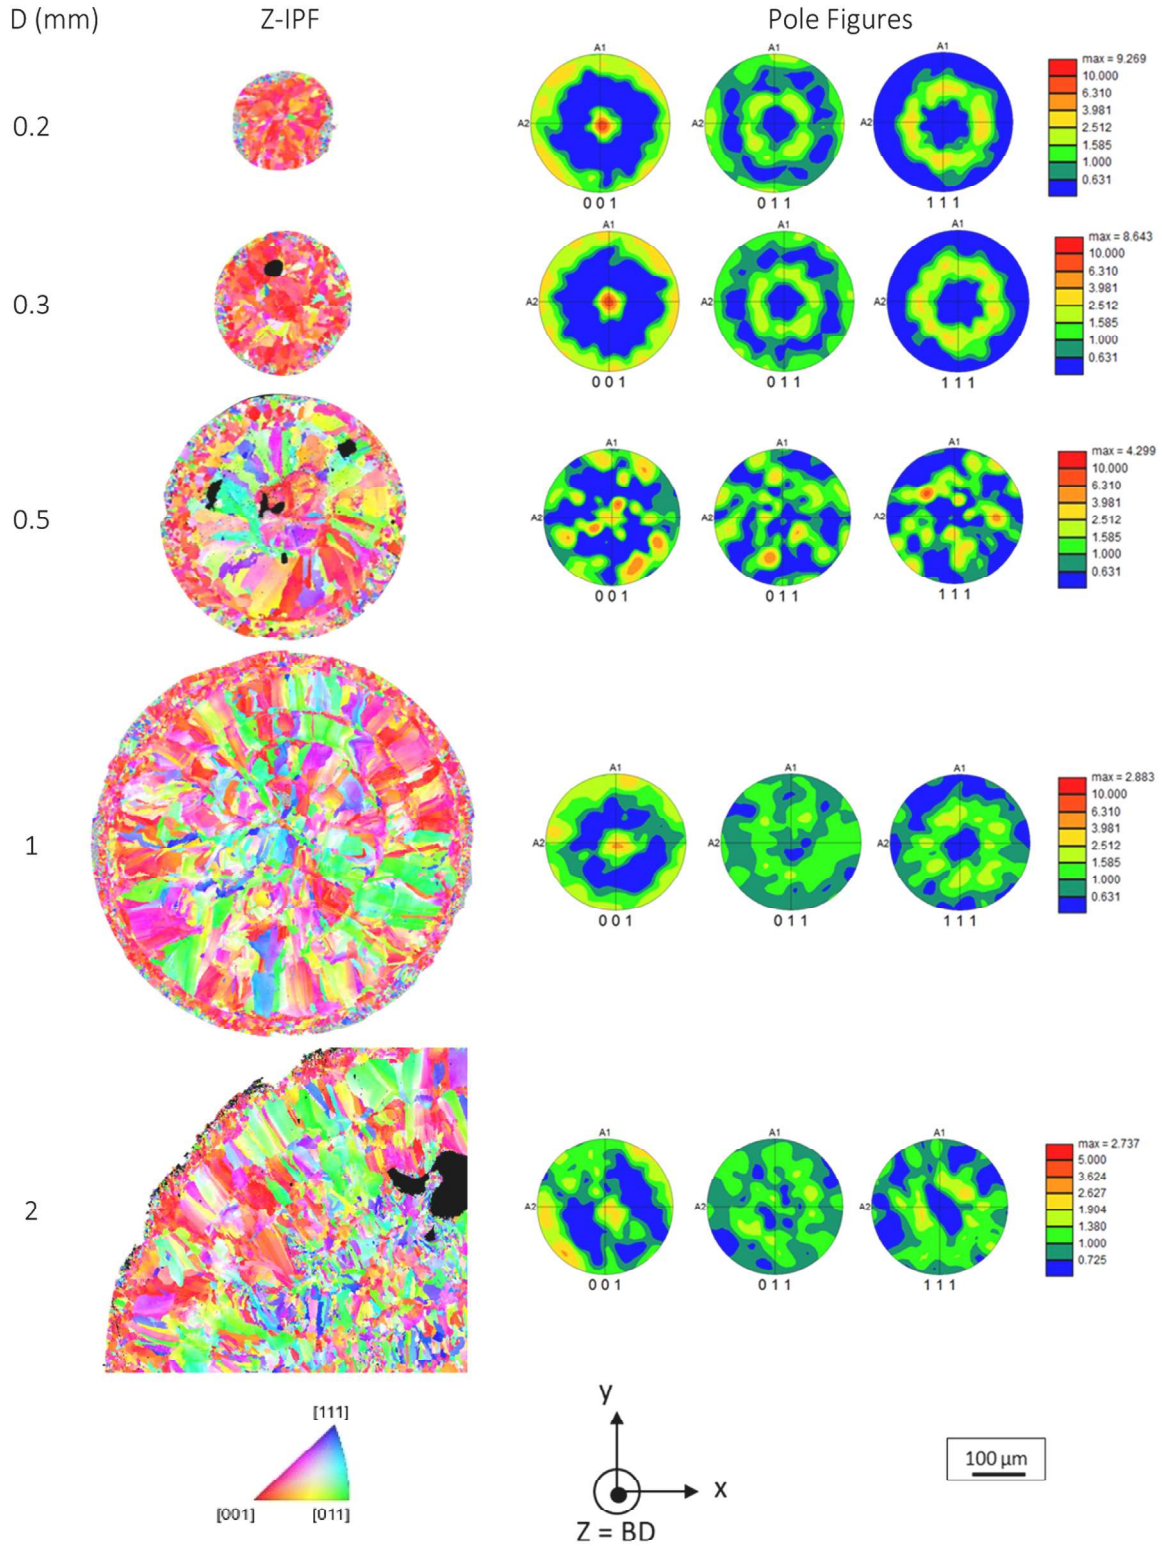 D (mm) Z-IPF Pole Figures
0.2
A1 A1 A1
A2 A2 A2
0 0 1 0 1 1 1 1 1
max = 9.269
10.000
6.310
3.981
2.512
1.585
1.000
0.631
0.3
A1 A1 A1
A2 A2 A2
0 0 1 0 1 1 1 1 1
max = 8.643
10.000
6.310
3.981
2.512
1.585
1.000
0.631
0.5
A1 A1 A1
A2 A2 A2
0 0 1 0 1 1 1 1 1
max = 4.299
10.000
6.310
3.981
2.512
1.585
1.000
0.631
1
A1 A1 A1
A2 A2 A2
0 0 1 0 1 1 1 1 1
max = 2.883
10.000
6.310
3.981
2.512
1.585
1.000
0.631
2
A1 A1 A1
A2 A2 A2
0 0 1 0 1 1 1 1 1
max = 2.737
5.000
3.624
2.627
1.904
1.380
1.000
0.725
[111]
[001] [011]
y
x
Z = BD
100 µm